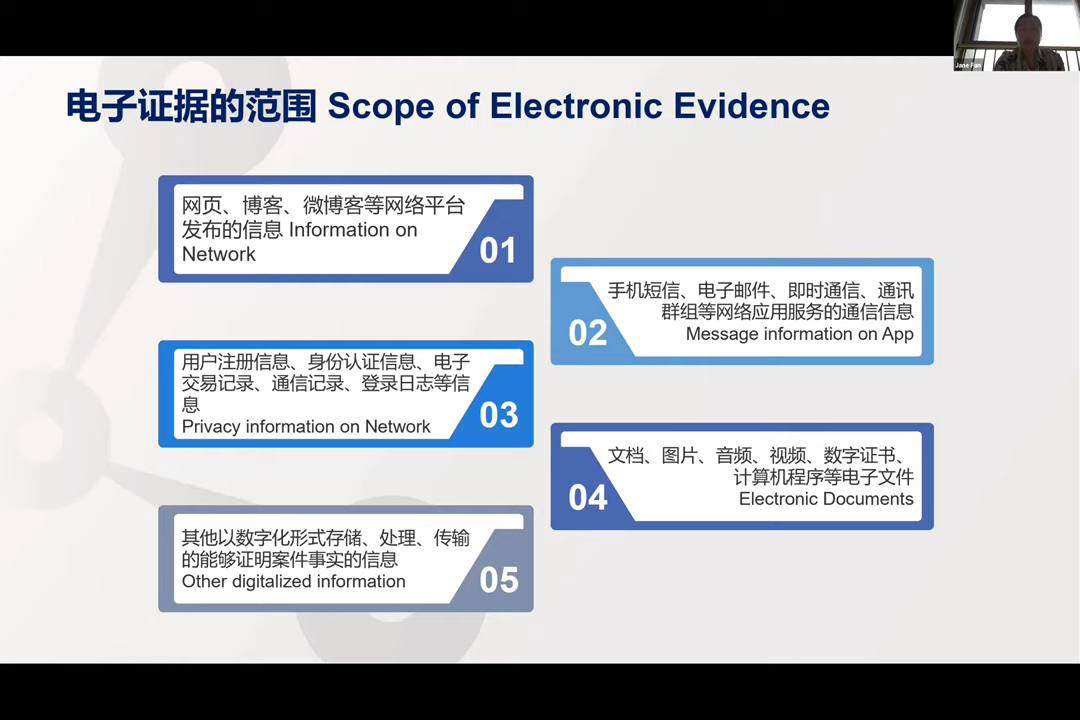 Jane Fan
电子证据的范围 Scope of Electronic Evidence
网页、博客、微博客等网络平台
发布的信息 Information on
Network
01
手机短信、电子邮件、即时通信、通讯
群组等网络应用服务的通信信息
Message information on App
02
用户注册信息、身份认证信息、电子
交易记录、通信记录、登录日志等信
息
Privacy information on Network
03
文档、图片、音频、视频、数字证书、
计算机程序等电子文件
Electronic Documents
04
其他以数字化形式存储、处理、传输
的能够证明案件事实的信息
Other digitalized information
05